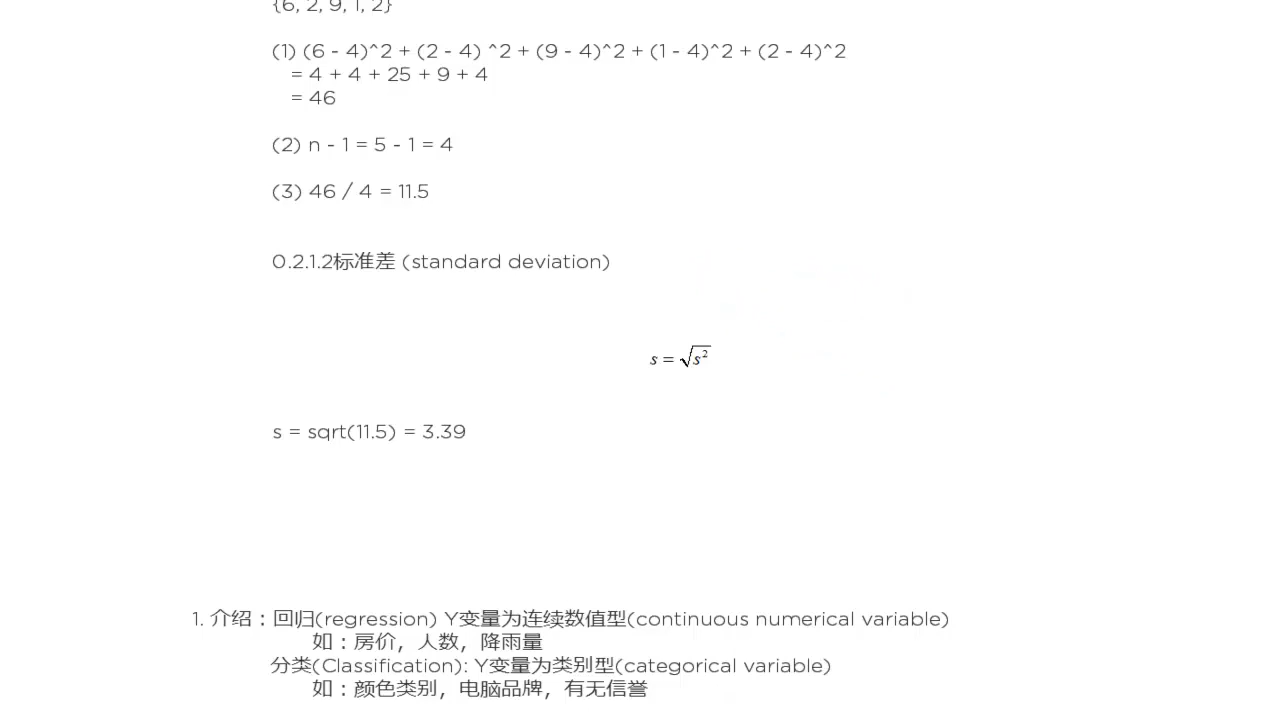 {6, 2, 9, 1, 2}
(1) (6 - 4)^2 + (2 - 4) ^2 + (9 - 4)^2 + (1 - 4)^2 + (2 - 4)^2
= 4 + 4 + 25 + 9 + 4
= 46
(2) n - 1 = 5 - 1 = 4
(3) 46 / 4 = 11.5
0.2.1.2标准差 (standard deviation)
s = √s²
s = sqrt(11.5) = 3.39
1. 介绍：回归(regression) Y变量为连续数值型(continuous numerical variable)
如：房价，人数，降雨量
分类(Classification): Y变量为类别型(categorical variable)
如：颜色类别，电脑品牌，有无信誉